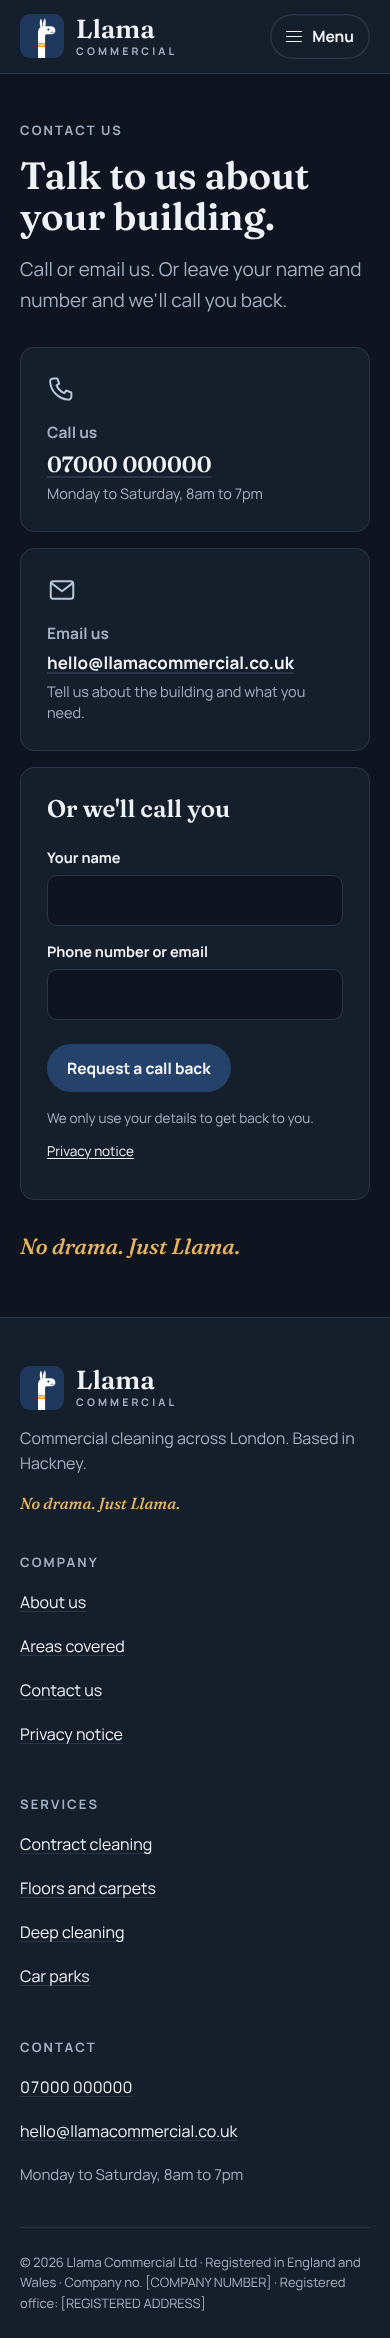 Llama
COMMERCIAL
Menu
CONTACT US
Talk to us about
your building.
Call or email us. Or leave your name and
number and we'll call you back.
Call us
07000 000000
Monday to Saturday, 8am to 7pm
Email us
hello@llamacommercial.co.uk
Tell us about the building and what you
need.
Or we'll call you
Your name
Phone number or email
Request a call back
We only use your details to get back to you.
Privacy notice
No drama. Just Llama.
Llama
COMMERCIAL
Commercial cleaning across London. Based in
Hackney.
No drama. Just Llama.
COMPANY
About us
Areas covered
Contact us
Privacy notice
SERVICES
Contract cleaning
Floors and carpets
Deep cleaning
Car parks
CONTACT
07000 000000
hello@llamacommercial.co.uk
Monday to Saturday, 8am to 7pm
© 2026 Llama Commercial Ltd · Registered in England and
Wales · Company no. [COMPANY NUMBER] · Registered
office: [REGISTERED ADDRESS]